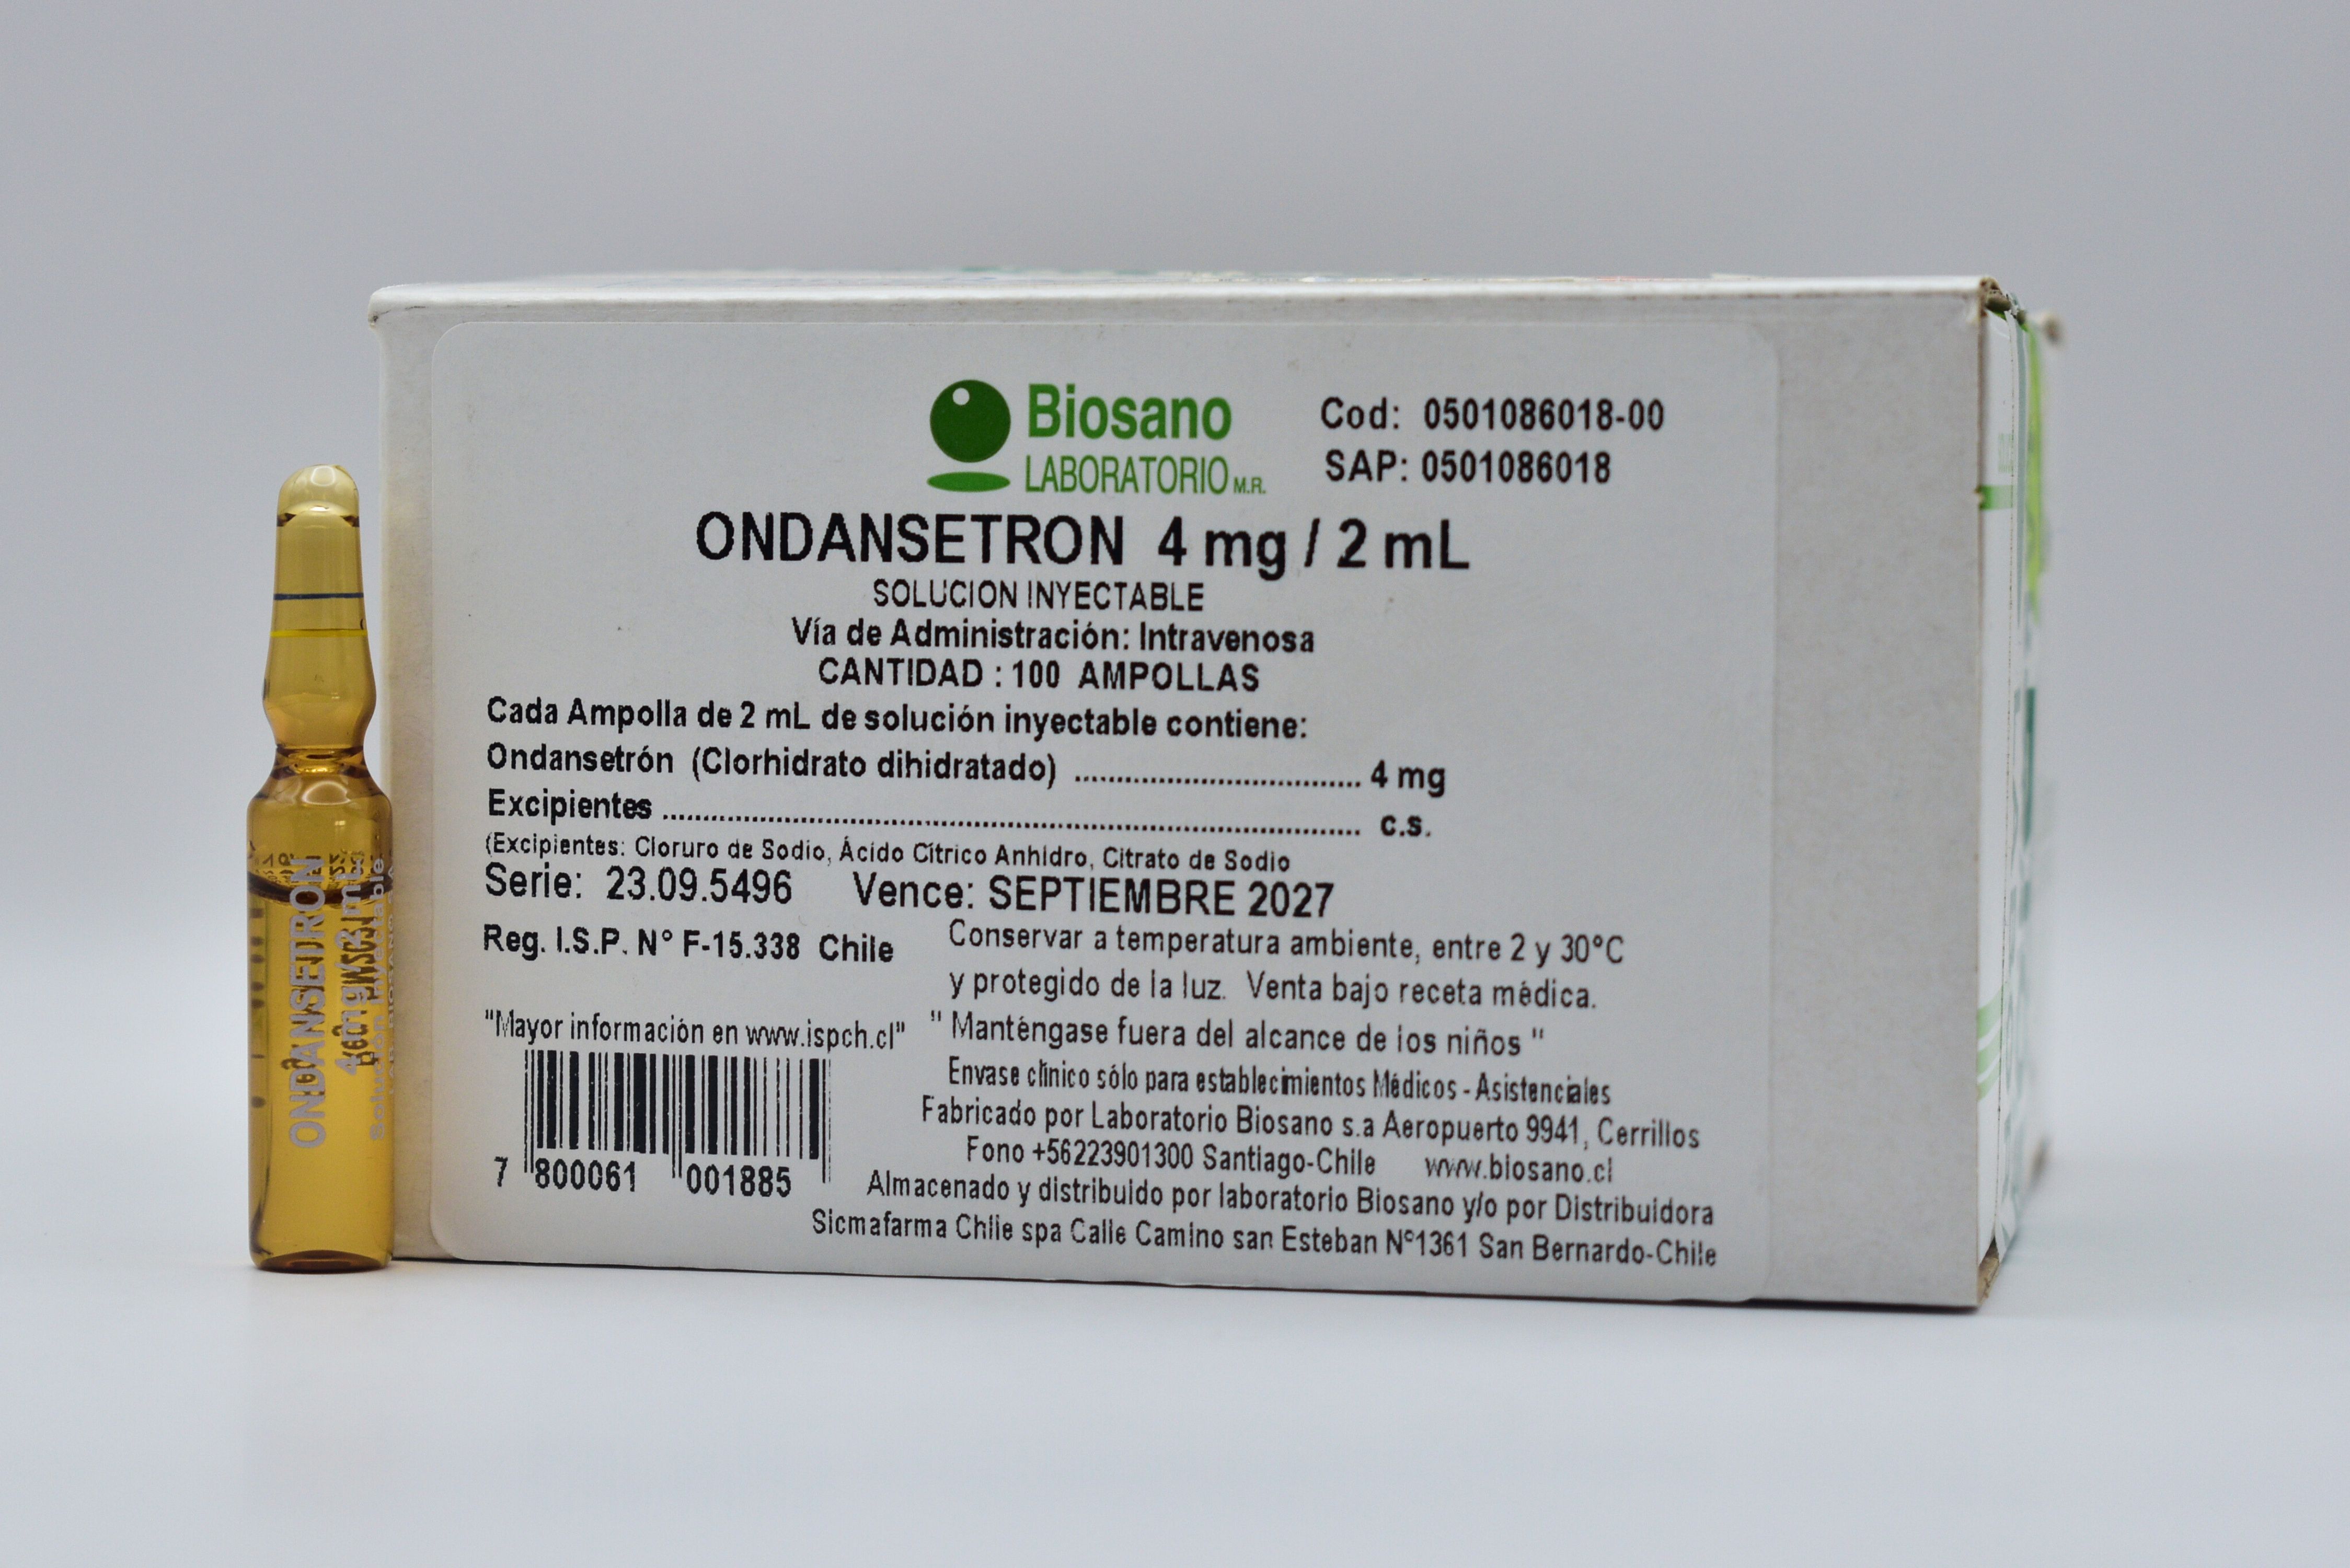 Biosano
LABORATORIO M.R.
Cod: 0501086018-00
SAP: 0501086018
ONDANSETRON 4 mg / 2 mL
SOLUCION INYECTABLE
Vía de Administración: Intravenosa
CANTIDAD : 100 AMPOLLAS
Cada Ampolla de 2 mL de solución inyectable contiene:
Ondansetrón (Clorhidrato dihidratado) .................................. 4 mg
Excipientes ..................................................................................... c.s.
(Excipientes: Cloruro de Sodio, Ácido Cítrico Anhidro, Citrato de Sodio
Serie: 23.09.5496 Vence: SEPTIEMBRE 2027
Reg. I.S.P. N° F-15.338 Chile
Conservar a temperatura ambiente, entre 2 y 30°C
y protegido de la luz. Venta bajo receta médica.
"Mayor información en www.ispch.cl"
" Manténgase fuera del alcance de los niños "
Envase clínico sólo para establecimientos Médicos - Asistenciales
Fabricado por Laboratorio Biosano s.a Aeropuerto 9941, Cerrillos
Fono +56223901300 Santiago-Chile www.biosano.cl
Almacenado y distribuido por laboratorio Biosano y/o por Distribuidora
Sicmafarma Chile spa Calle Camino san Esteban N°1361 San Bernardo-Chile
7 800061 001885
ONDANSETRON
4 mg/2 mL
Solución Inyectable